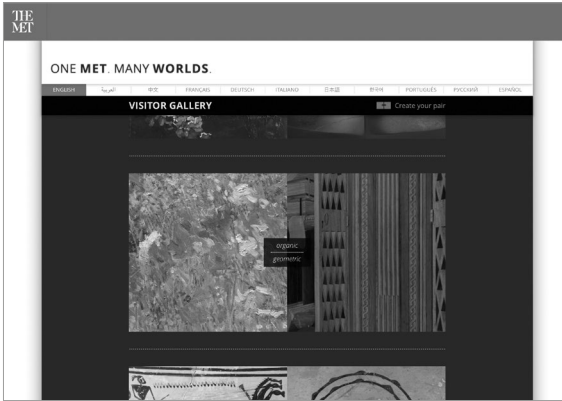 THE
MET
ONE MET. MANY WORLDS.
ENGLISH العربية 中文 FRANÇAIS DEUTSCH ITALIANO 日本語 한국어 PORTUGUÊS РУССКИЙ ESPAÑOL
VISITOR GALLERY + Create your pair
organic
geometric